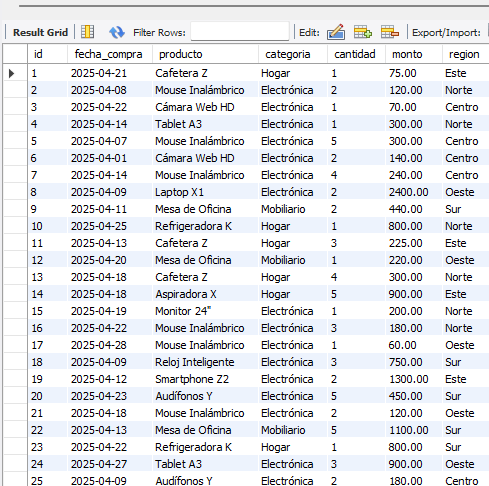 Result Grid Filter Rows: Edit: Export/Import:
id fecha_compra producto categoria cantidad monto region
1 2025-04-21 Cafetera Z Hogar 1 75.00 Este
2 2025-04-08 Mouse Inalámbrico Electrónica 2 120.00 Norte
3 2025-04-22 Cámara Web HD Electrónica 1 70.00 Centro
4 2025-04-14 Tablet A3 Electrónica 1 300.00 Norte
5 2025-04-07 Mouse Inalámbrico Electrónica 5 300.00 Centro
6 2025-04-01 Cámara Web HD Electrónica 2 140.00 Centro
7 2025-04-14 Mouse Inalámbrico Electrónica 4 240.00 Centro
8 2025-04-09 Laptop X1 Electrónica 2 2400.00 Oeste
9 2025-04-11 Mesa de Oficina Mobiliario 2 440.00 Sur
10 2025-04-25 Refrigeradora K Hogar 1 800.00 Norte
11 2025-04-13 Cafetera Z Hogar 3 225.00 Este
12 2025-04-20 Mesa de Oficina Mobiliario 1 220.00 Oeste
13 2025-04-18 Cafetera Z Hogar 4 300.00 Norte
14 2025-04-18 Aspiradora X Hogar 5 900.00 Este
15 2025-04-19 Monitor 24" Electrónica 1 200.00 Norte
16 2025-04-22 Mouse Inalámbrico Electrónica 3 180.00 Norte
17 2025-04-28 Mouse Inalámbrico Electrónica 1 60.00 Oeste
18 2025-04-09 Reloj Inteligente Electrónica 3 750.00 Sur
19 2025-04-12 Smartphone Z2 Electrónica 2 1300.00 Este
20 2025-04-23 Audífonos Y Electrónica 5 450.00 Sur
21 2025-04-18 Mouse Inalámbrico Electrónica 2 120.00 Oeste
22 2025-04-13 Mesa de Oficina Mobiliario 5 1100.00 Sur
23 2025-04-22 Refrigeradora K Hogar 1 800.00 Sur
24 2025-04-27 Tablet A3 Electrónica 3 900.00 Oeste
25 2025-04-09 Audífonos Y Electrónica 2 180.00 Centro